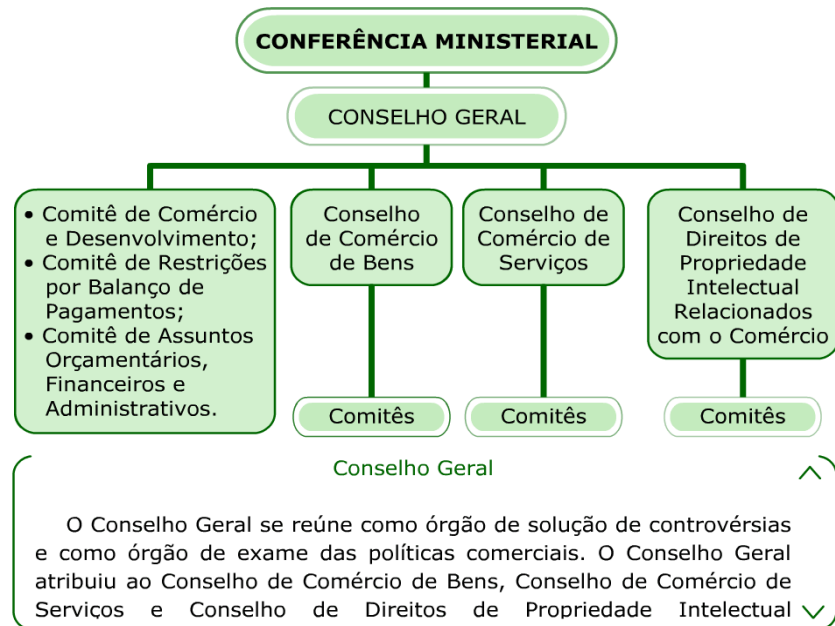 CONFERÊNCIA MINISTERIAL
CONSELHO GERAL
• Comitê de Comércio
e Desenvolvimento;
• Comitê de Restrições
por Balanço de
Pagamentos;
• Comitê de Assuntos
Orçamentários,
Financeiros e
Administrativos.
Conselho
de Comércio
de Bens
Conselho de
Comércio de
Serviços
Conselho de
Direitos de
Propriedade
Intelectual
Relacionados
com o Comércio
Comitês
Comitês
Comitês
Conselho Geral
O Conselho Geral se reúne como órgão de solução de controvérsias
e como órgão de exame das políticas comerciais. O Conselho Geral
atribuiu ao Conselho de Comércio de Bens, Conselho de Comércio de
Serviços e Conselho de Direitos de Propriedade Intelectual